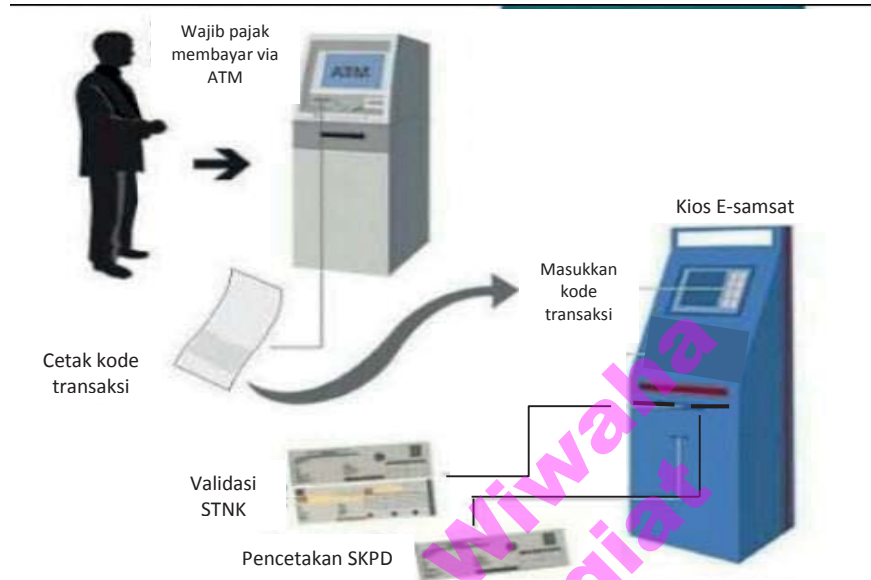 Wajib pajak
membayar via
ATM
ATM
Kios E-samsat
Masukkan
kode
transaksi
Cetak kode
transaksi
Validasi
STNK
Pencetakan SKPD
wiwaha
giat